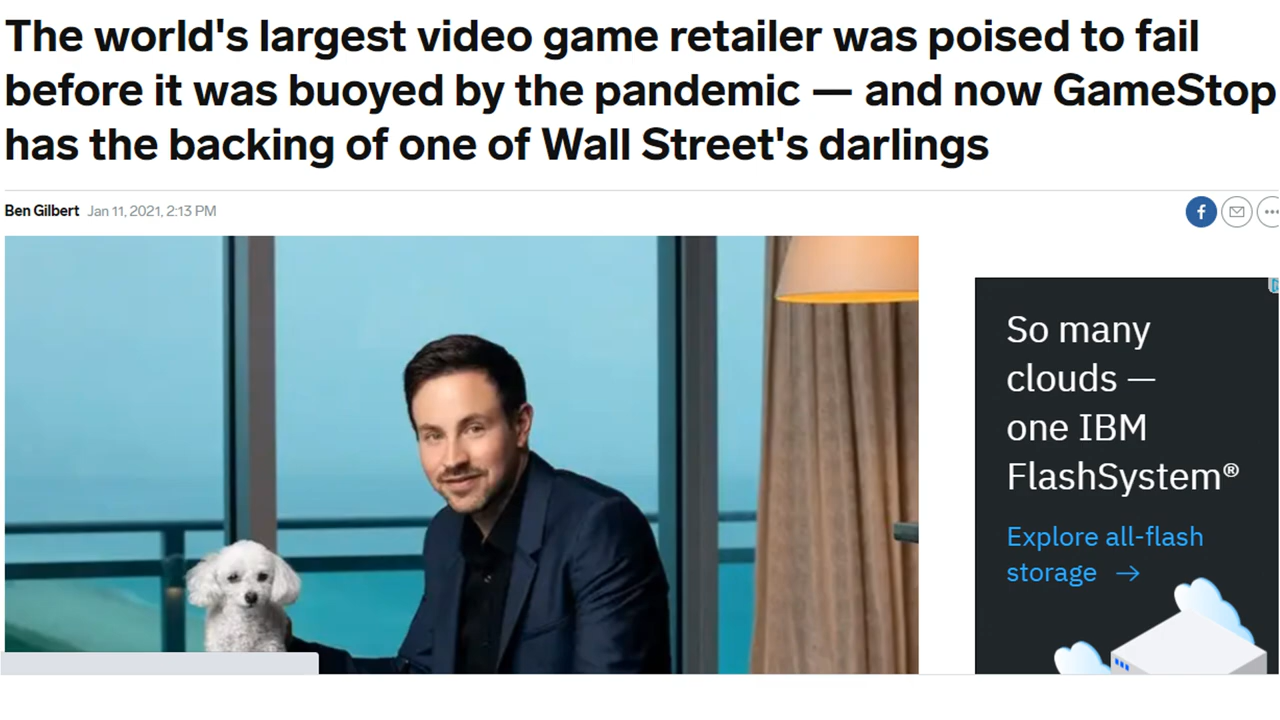 The world's largest video game retailer was poised to fail
before it was buoyed by the pandemic — and now GameStop
has the backing of one of Wall Street's darlings
Ben Gilbert Jan 11, 2021, 2:13 PM
So many
clouds —
one IBM
FlashSystem®
Explore all-flash
storage →